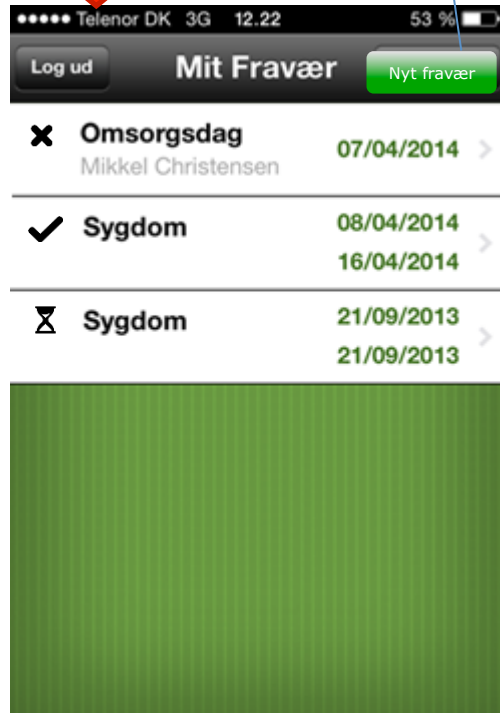 Telenor DK 3G 12.22 53 %
Log ud Mit Fravær Nyt fravær
Omsorgsdag 07/04/2014
Mikkel Christensen
Sygdom 08/04/2014
16/04/2014
Sygdom 21/09/2013
21/09/2013